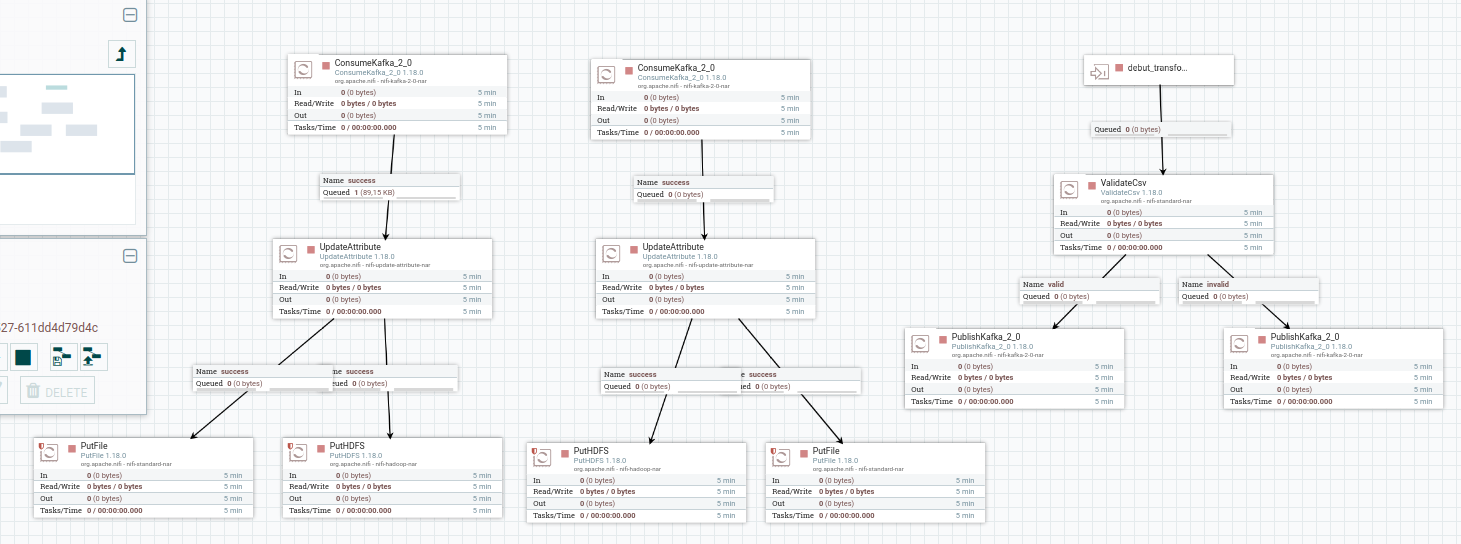 ConsumeKafka_2_0
ConsumeKafka_2_0 1.18.0
org.apache.nifi - nifi-kafka-2-0-nar
In 0 (0 bytes) 5 min
Read/Write 0 bytes / 0 bytes 5 min
Out 0 (0 bytes) 5 min
Tasks/Time 0 / 00:00:00.000 5 min
Name success
Queued 1 (89,15 KB)
UpdateAttribute
UpdateAttribute 1.18.0
org.apache.nifi - nifi-update-attribute-nar
In 0 (0 bytes) 5 min
Read/Write 0 bytes / 0 bytes 5 min
Out 0 (0 bytes) 5 min
Tasks/Time 0 / 00:00:00.000 5 min
Name success
Queued 0 (0 bytes)
me success
eued 0 (0 bytes)
PutFile
PutFile 1.18.0
org.apache.nifi - nifi-standard-nar
In 0 (0 bytes) 5 min
Read/Write 0 bytes / 0 bytes 5 min
Out 0 (0 bytes) 5 min
Tasks/Time 0 / 00:00:00.000 5 min
PutHDFS
PutHDFS 1.18.0
org.apache.nifi - nifi-hadoop-nar
In 0 (0 bytes) 5 min
Read/Write 0 bytes / 0 bytes 5 min
Out 0 (0 bytes) 5 min
Tasks/Time 0 / 00:00:00.000 5 min
ConsumeKafka_2_0
ConsumeKafka_2_0 1.18.0
org.apache.nifi - nifi-kafka-2-0-nar
In 0 (0 bytes) 5 min
Read/Write 0 bytes / 0 bytes 5 min
Out 0 (0 bytes) 5 min
Tasks/Time 0 / 00:00:00.000 5 min
Name success
Queued 0 (0 bytes)
UpdateAttribute
UpdateAttribute 1.18.0
org.apache.nifi - nifi-update-attribute-nar
In 0 (0 bytes) 5 min
Read/Write 0 bytes / 0 bytes 5 min
Out 0 (0 bytes) 5 min
Tasks/Time 0 / 00:00:00.000 5 min
Name success
Queued 0 (0 bytes)
e success
ed 0 (0 bytes)
PutHDFS
PutHDFS 1.18.0
org.apache.nifi - nifi-hadoop-nar
In 0 (0 bytes) 5 min
Read/Write 0 bytes / 0 bytes 5 min
Out 0 (0 bytes) 5 min
Tasks/Time 0 / 00:00:00.000 5 min
PutFile
PutFile 1.18.0
org.apache.nifi - nifi-standard-nar
In 0 (0 bytes) 5 min
Read/Write 0 bytes / 0 bytes 5 min
Out 0 (0 bytes) 5 min
Tasks/Time 0 / 00:00:00.000 5 min
debut_transfo...
Queued 0 (0 bytes)
ValidateCsv
ValidateCsv 1.18.0
org.apache.nifi - nifi-standard-nar
In 0 (0 bytes) 5 min
Read/Write 0 bytes / 0 bytes 5 min
Out 0 (0 bytes) 5 min
Tasks/Time 0 / 00:00:00.000 5 min
Name valid
Queued 0 (0 bytes)
Name invalid
Queued 0 (0 bytes)
PublishKafka_2_0
PublishKafka_2_0 1.18.0
org.apache.nifi - nifi-kafka-2-0-nar
In 0 (0 bytes) 5 min
Read/Write 0 bytes / 0 bytes 5 min
Out 0 (0 bytes) 5 min
Tasks/Time 0 / 00:00:00.000 5 min
PublishKafka_2_0
PublishKafka_2_0 1.18.0
org.apache.nifi - nifi-kafka-2-0-nar
In 0 (0 bytes) 5 min
Read/Write 0 bytes / 0 bytes 5 min
Out 0 (0 bytes) 5 min
Tasks/Time 0 / 00:00:00.000 5 min
27-611dd4d79d4c
DELETE